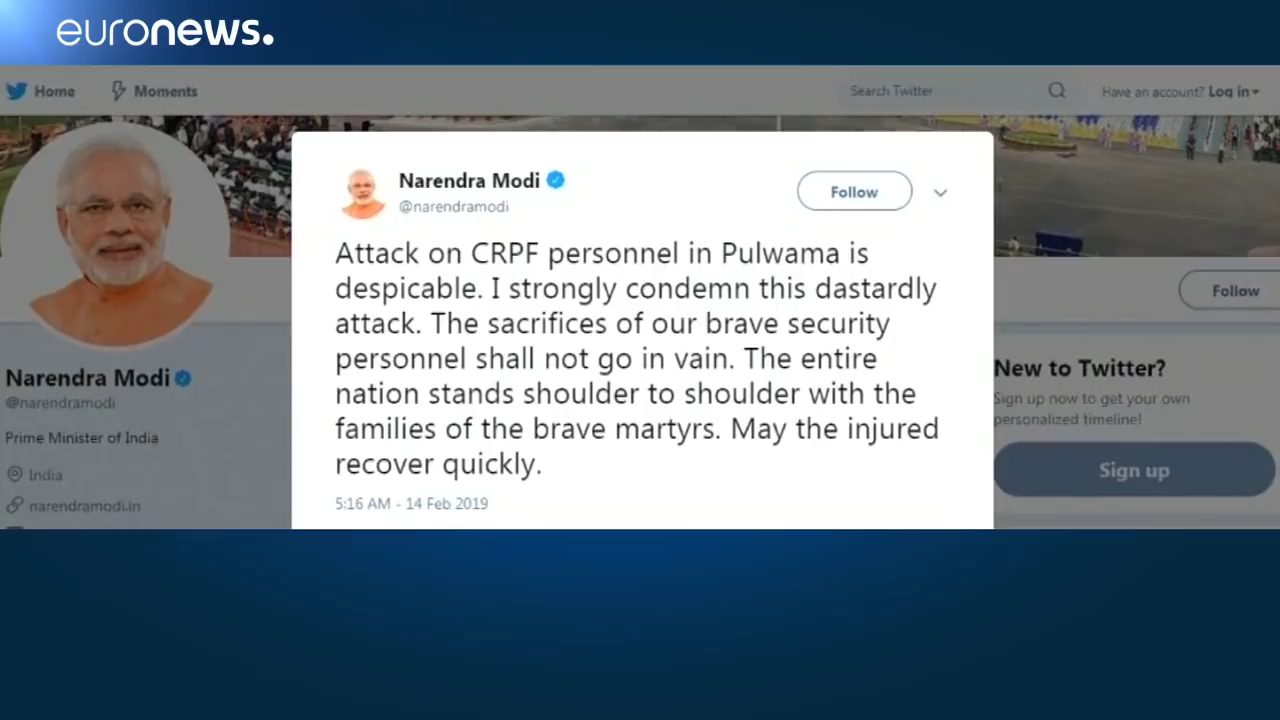 euronews.
Home
Moments
Search Twitter
Have an account? Log in
Narendra Modi
@narendramodi
Follow
Attack on CRPF personnel in Pulwama is
despicable. I strongly condemn this dastardly
attack. The sacrifices of our brave security
personnel shall not go in vain. The entire
nation stands shoulder to shoulder with the
families of the brave martyrs. May the injured
recover quickly.
5:16 AM - 14 Feb 2019
Narendra Modi
@narendramodi
Prime Minister of India
India
narendramodi.in
Follow
New to Twitter?
Sign up now to get your own
personalized timeline!
Sign up